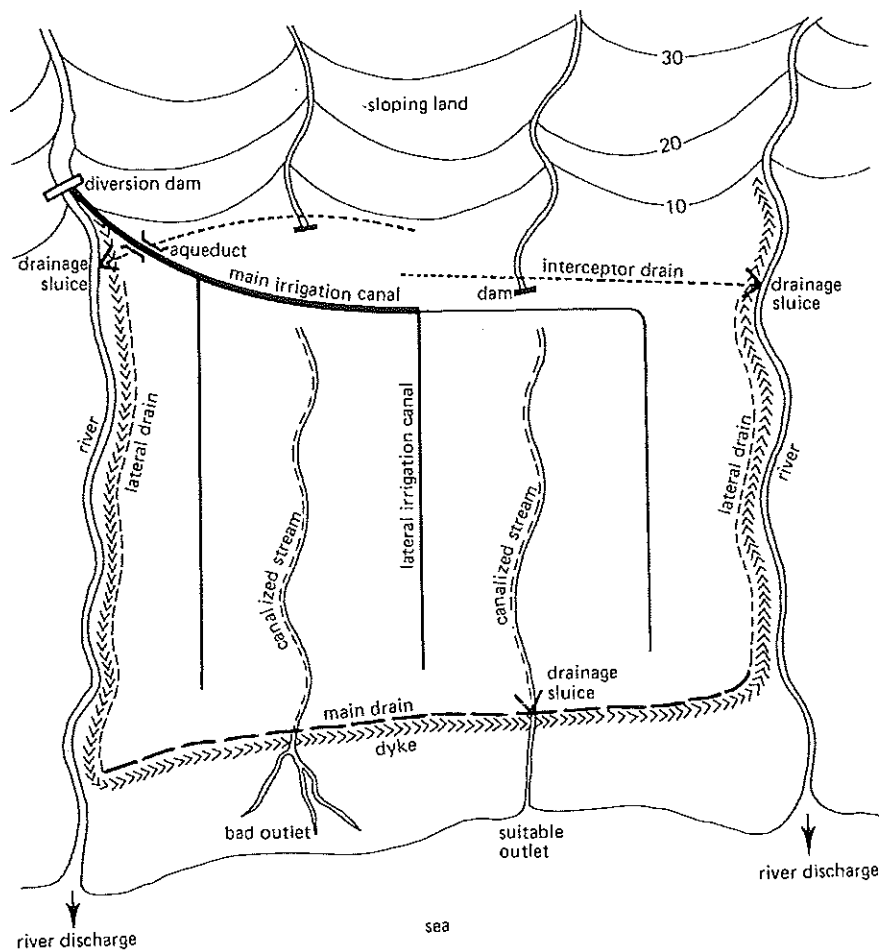 30
sloping land
20
diversion dam
10
aqueduct
drainage
sluice
main irrigation canal
interceptor drain
dam
drainage
sluice
river
lateral drain
lateral irrigation canal
canalized stream
canalized stream
lateral drain
river
drainage
sluice
main drain
dyke
bad outlet
suitable
outlet
river discharge
river discharge
sea